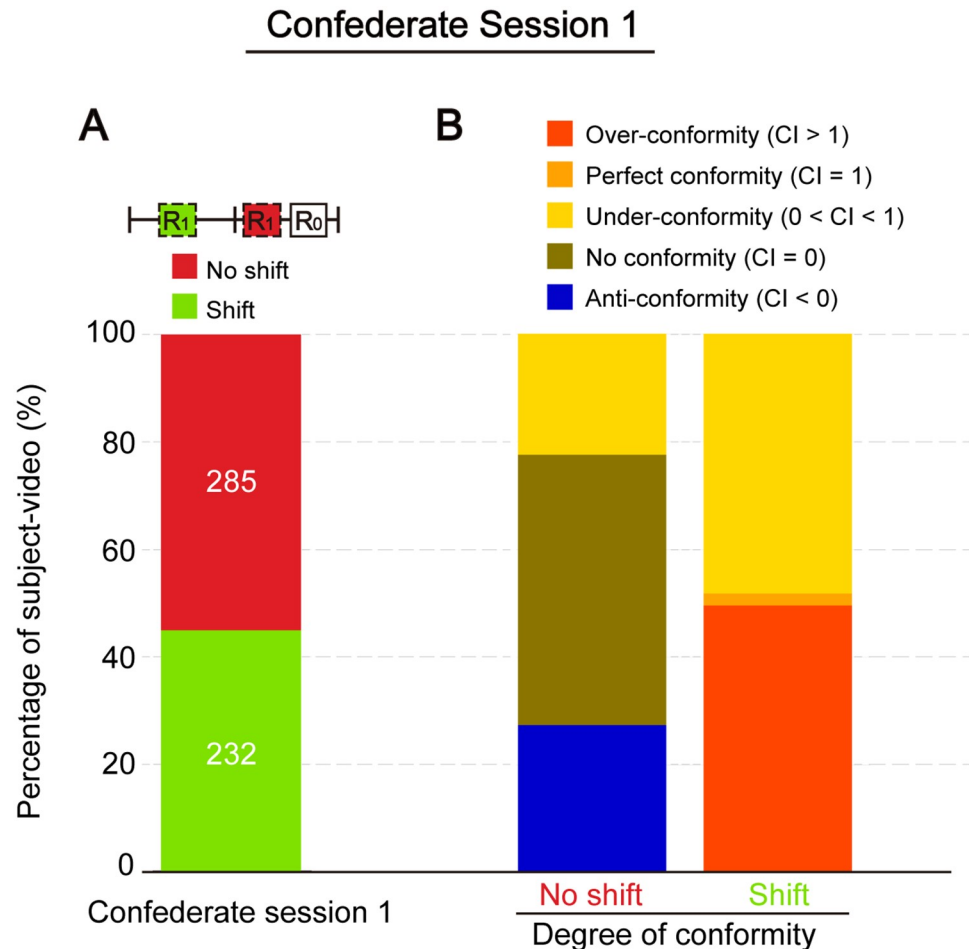 Confederate Session 1
A
R1 R1 R0
No shift
Shift
B
Over-conformity (CI > 1)
Perfect conformity (CI = 1)
Under-conformity (0 < CI < 1)
No conformity (CI = 0)
Anti-conformity (CI < 0)
Percentage of subject-video (%)
100
80
60
40
20
0
285
232
Confederate session 1
No shift
Shift
Degree of conformity